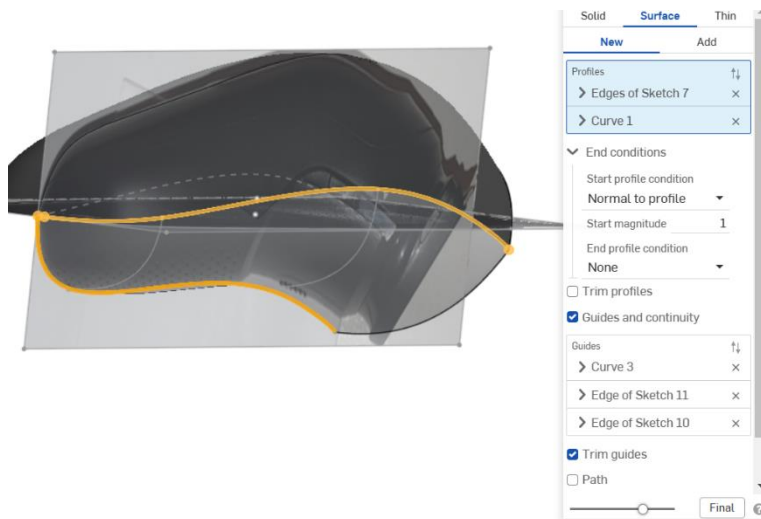 Solid Surface Thin
New Add
Profiles
Edges of Sketch 7
Curve 1
End conditions
Start profile condition
Normal to profile
Start magnitude 1
End profile condition
None
Trim profiles
Guides and continuity
Guides
Curve 3
Edge of Sketch 11
Edge of Sketch 10
Trim guides
Path
Final